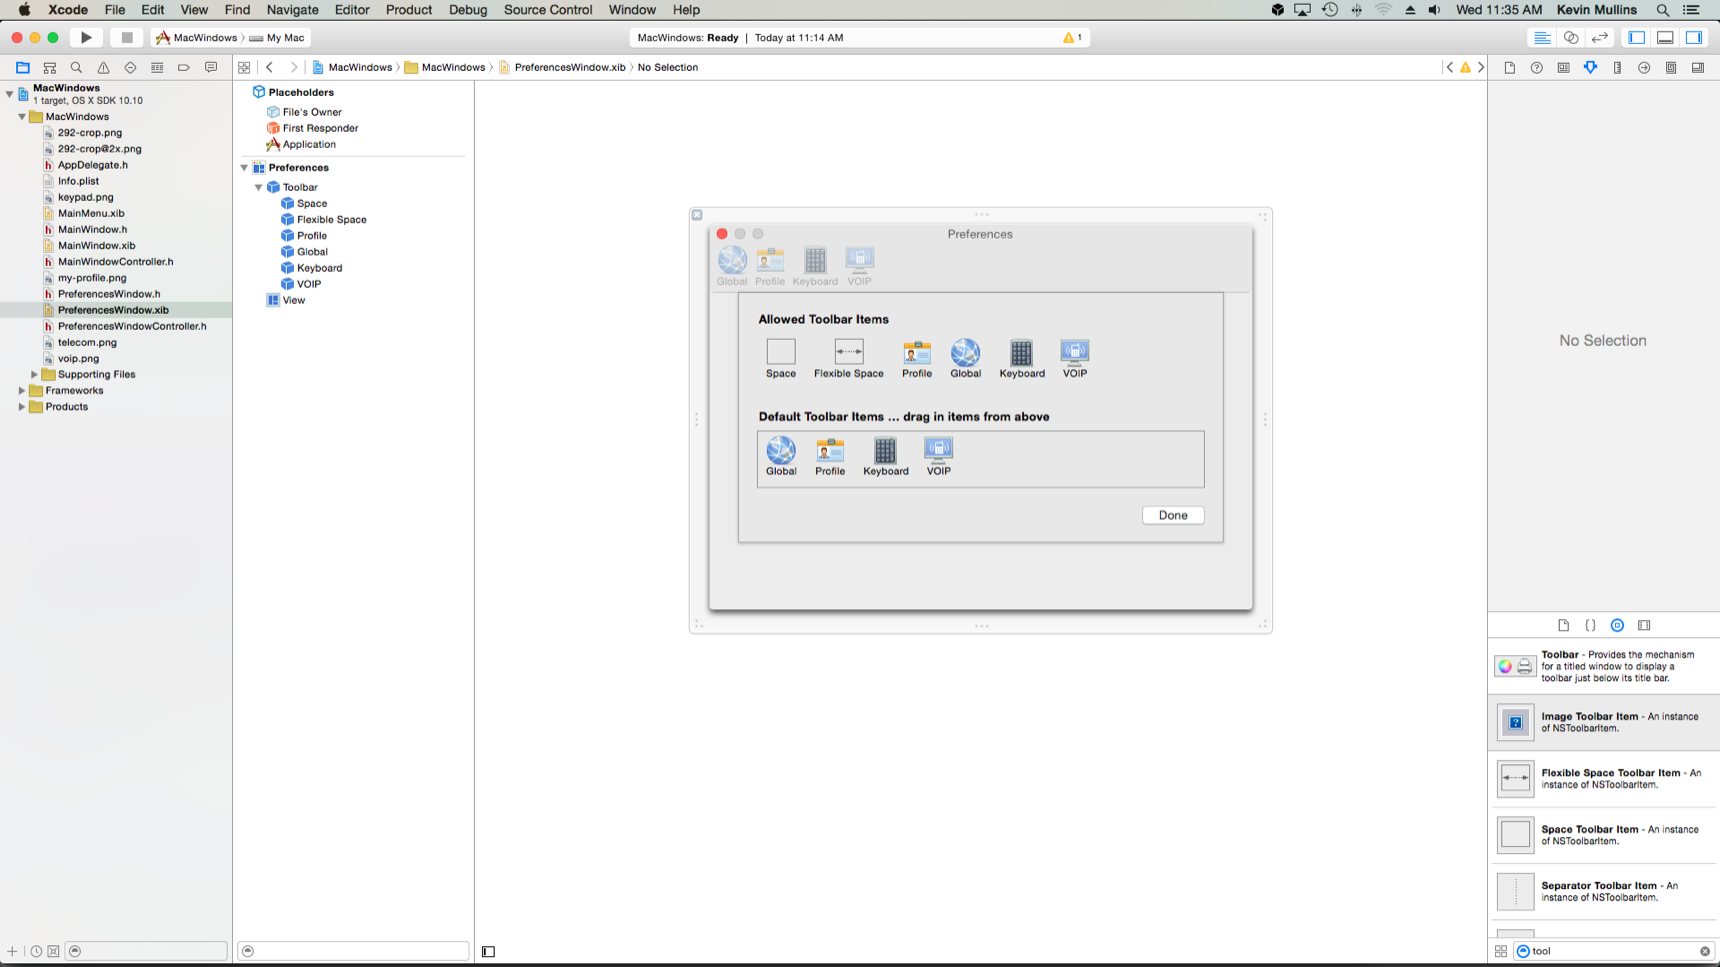 Xcode File Edit View Find Navigate Editor Product Debug Source Control Window Help Wed 11:35 AM Kevin Mullins
MacWindows My Mac MacWindows: Ready | Today at 11:14 AM 1
MacWindows MacWindows PreferencesWindow.xib No Selection
MacWindows
1 target, OS X SDK 10.10
MacWindows
292-crop.png
292-crop@2x.png
AppDelegate.h
Info.plist
keypad.png
MainMenu.xib
MainWindow.h
MainWindow.xib
MainWindowController.h
my-profile.png
PreferencesWindow.h
PreferencesWindow.xib
PreferencesWindowController.h
telecom.png
voip.png
Supporting Files
Frameworks
Products
Placeholders
File's Owner
First Responder
Application
Preferences
Toolbar
Space
Flexible Space
Profile
Global
Keyboard
VOIP
View
Preferences
Global Profile Keyboard VOIP
Allowed Toolbar Items
Space Flexible Space Profile Global Keyboard VOIP
Default Toolbar Items ... drag in items from above
Global Profile Keyboard VOIP
Done
No Selection
Toolbar - Provides the mechanism
for a titled window to display a
toolbar just below its title bar.
Image Toolbar Item - An instance
of NSToolbarItem.
Flexible Space Toolbar Item - An
instance of NSToolbarItem.
Space Toolbar Item - An instance
of NSToolbarItem.
Separator Toolbar Item - An
instance of NSToolbarItem.
tool